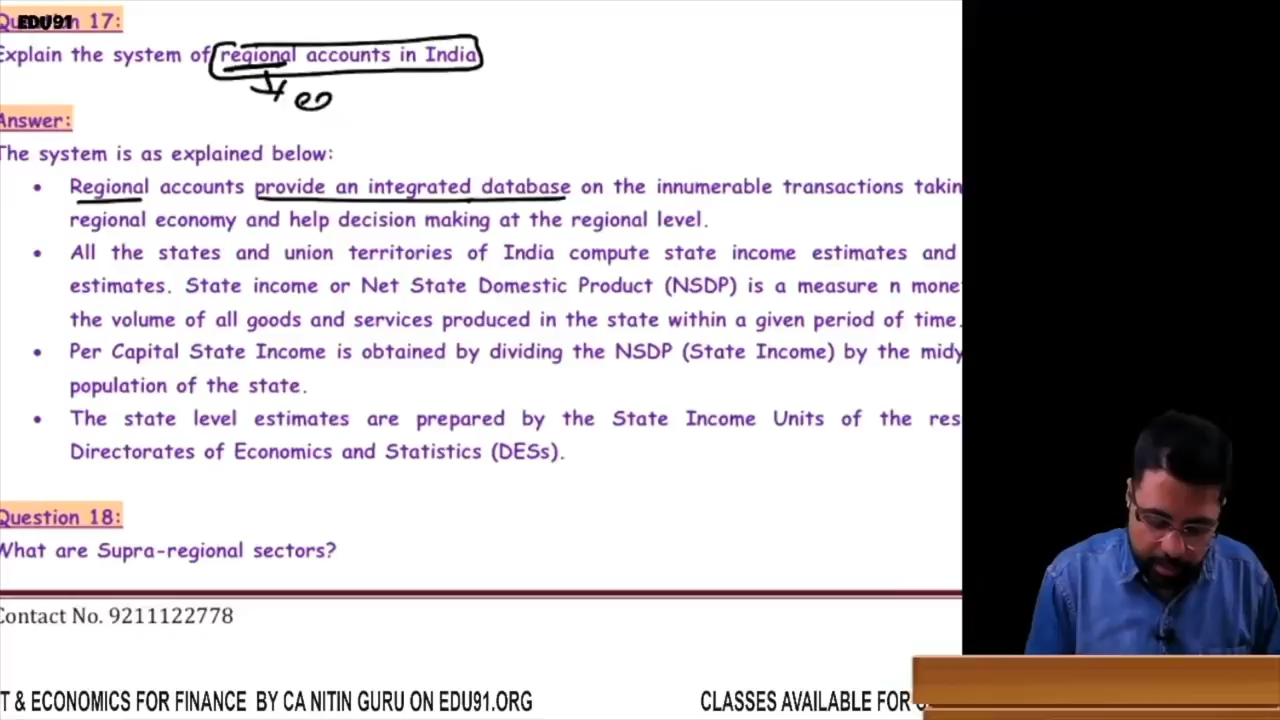 EDU91
Question 17:
Explain the system of regional accounts in India
Answer:
The system is as explained below:
• Regional accounts provide an integrated database on the innumerable transactions takin
regional economy and help decision making at the regional level.
• All the states and union territories of India compute state income estimates and
estimates. State income or Net State Domestic Product (NSDP) is a measure n mone
the volume of all goods and services produced in the state within a given period of time.
• Per Capital State Income is obtained by dividing the NSDP (State Income) by the midy
population of the state.
• The state level estimates are prepared by the State Income Units of the res
Directorates of Economics and Statistics (DESs).
Question 18:
What are Supra-regional sectors?
Contact No. 9211122778
T & ECONOMICS FOR FINANCE BY CA NITIN GURU ON EDU91.ORG
CLASSES AVAILABLE FOR